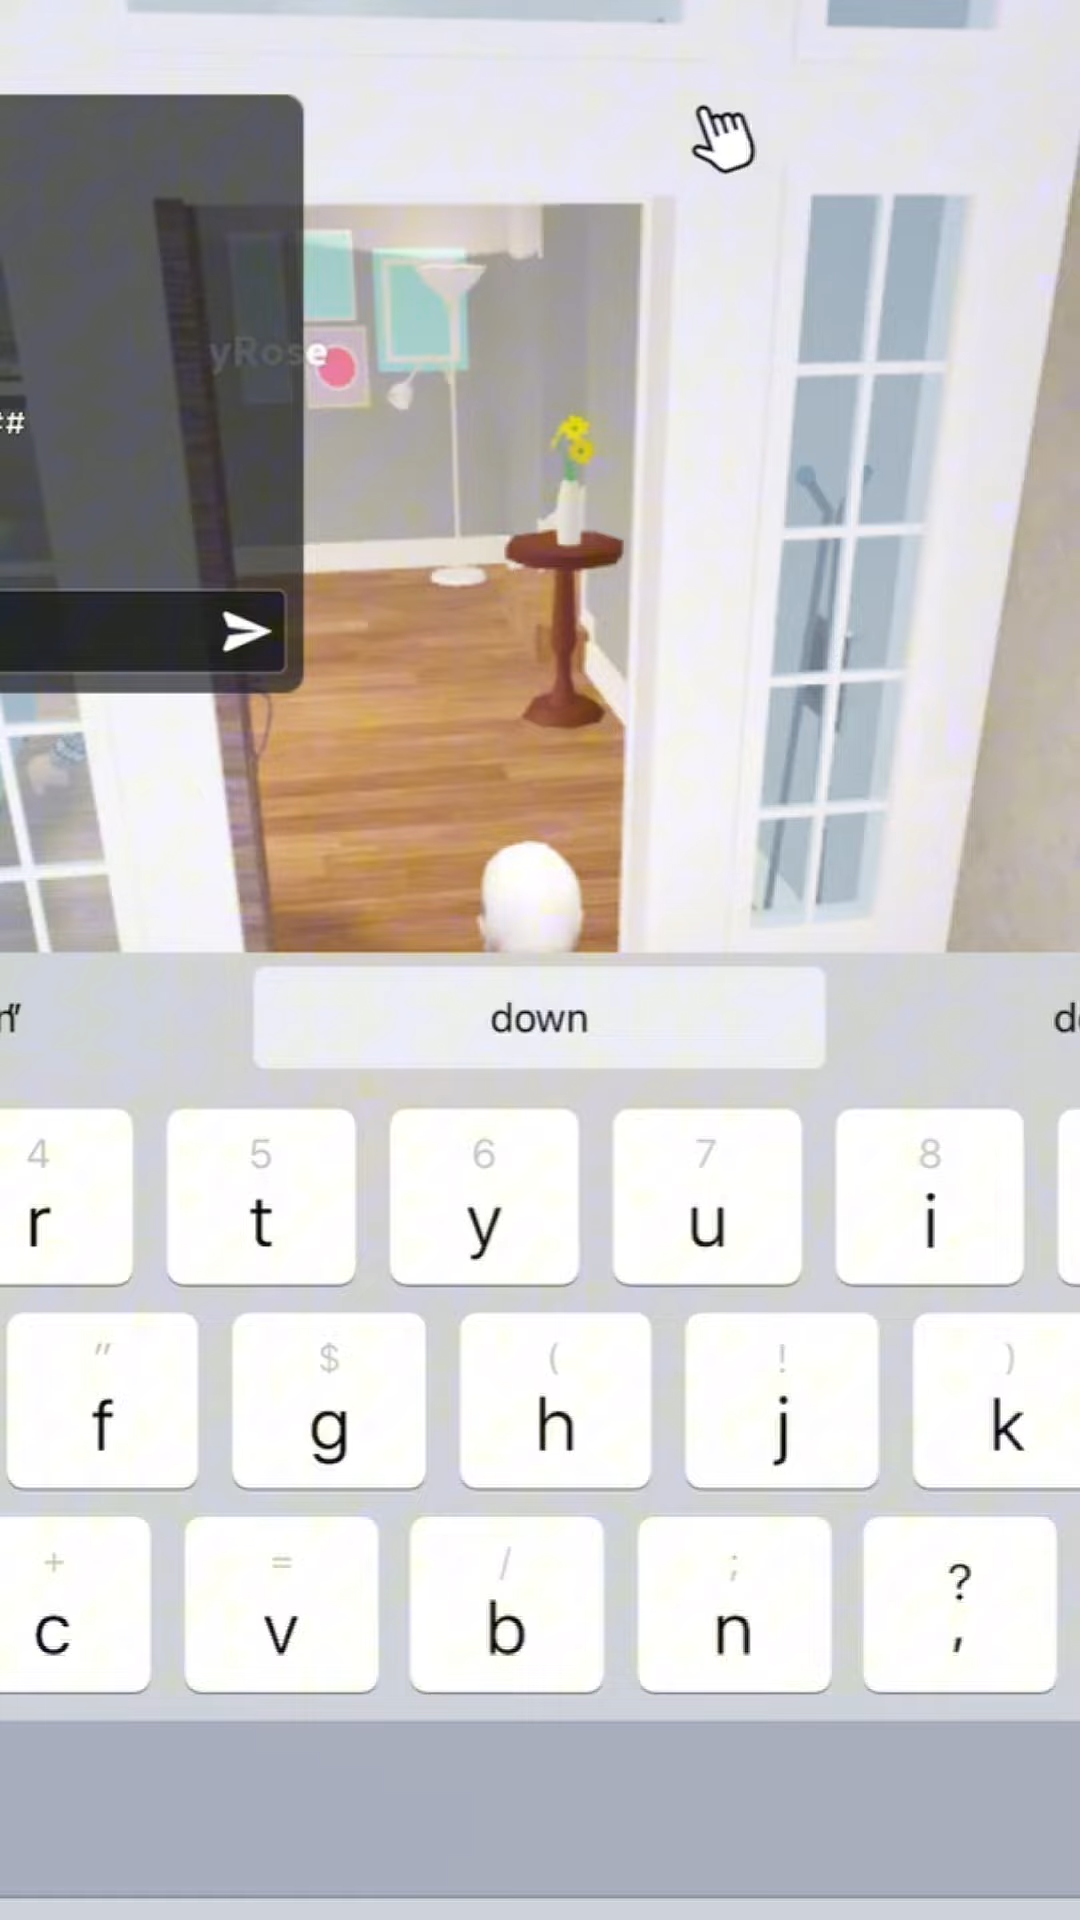 yRose
##
down
4 5 6 7 8
r t y u i
" $ ( ! )
f g h j k
+ = / ; ?
c v b n ,